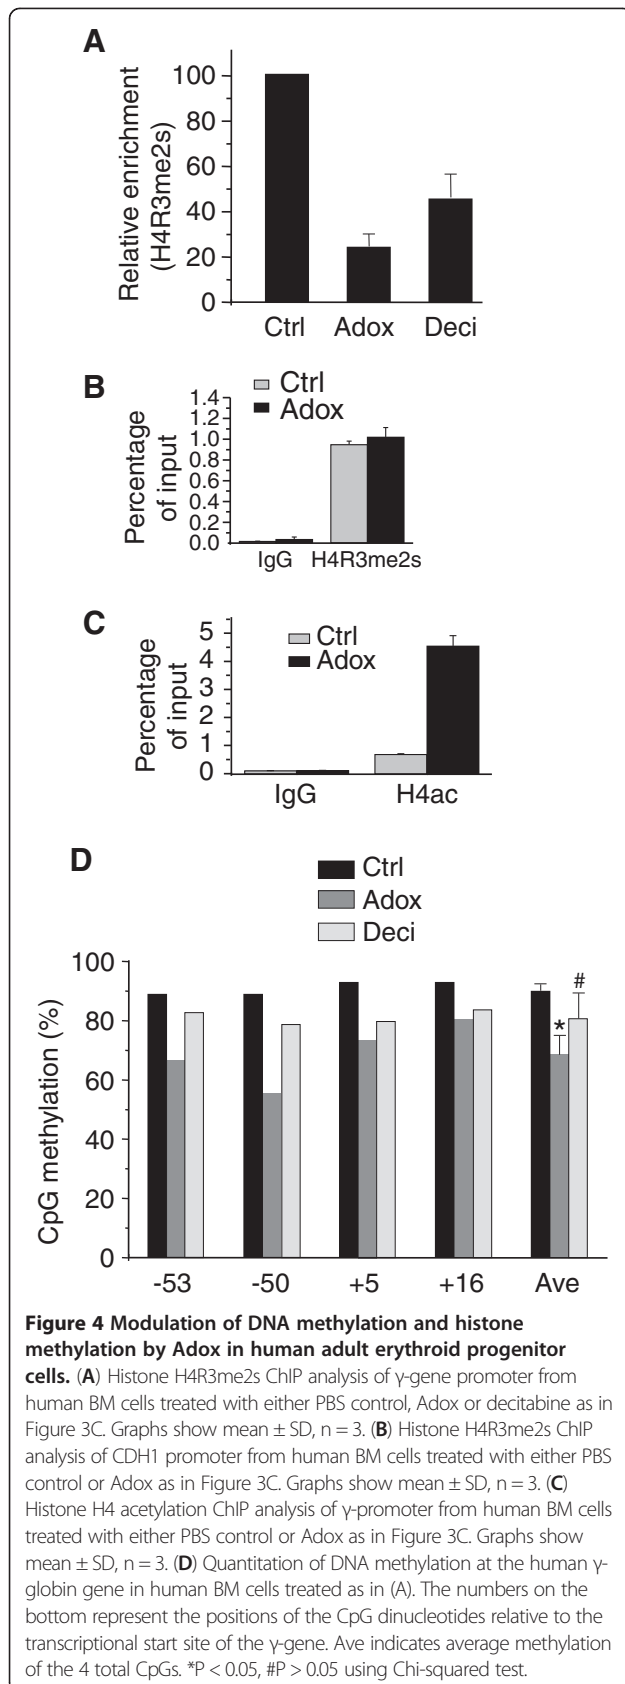 A
Relative enrichment
(H4R3me2s)
100
80
60
40
20
0
Ctrl Adox Deci
B
Ctrl
Adox
Percentage
of input
1.4
1.2
1.0
0.8
0.6
0.4
0.2
0.0
IgG H4R3me2s
C
Ctrl
Adox
Percentage
of input
5
4
3
2
1
0
IgG H4ac
D
Ctrl
Adox
Deci
CpG methylation (%)
100
80
60
40
20
0
*
#
-53 -50 +5 +16 Ave
Figure 4 Modulation of DNA methylation and histone
methylation by Adox in human adult erythroid progenitor
cells. (A) Histone H4R3me2s ChIP analysis of γ-gene promoter from
human BM cells treated with either PBS control, Adox or decitabine as in
Figure 3C. Graphs show mean ± SD, n = 3. (B) Histone H4R3me2s ChIP
analysis of CDH1 promoter from human BM cells treated with either PBS
control or Adox as in Figure 3C. Graphs show mean ± SD, n = 3. (C)
Histone H4 acetylation ChIP analysis of γ-promoter from human BM cells
treated with either PBS control or Adox as in Figure 3C. Graphs show
mean ± SD, n = 3. (D) Quantitation of DNA methylation at the human γ-
globin gene in human BM cells treated as in (A). The numbers on the
bottom represent the positions of the CpG dinucleotides relative to the
transcriptional start site of the γ-gene. Ave indicates average methylation
of the 4 total CpGs. *P < 0.05, #P > 0.05 using Chi-squared test.